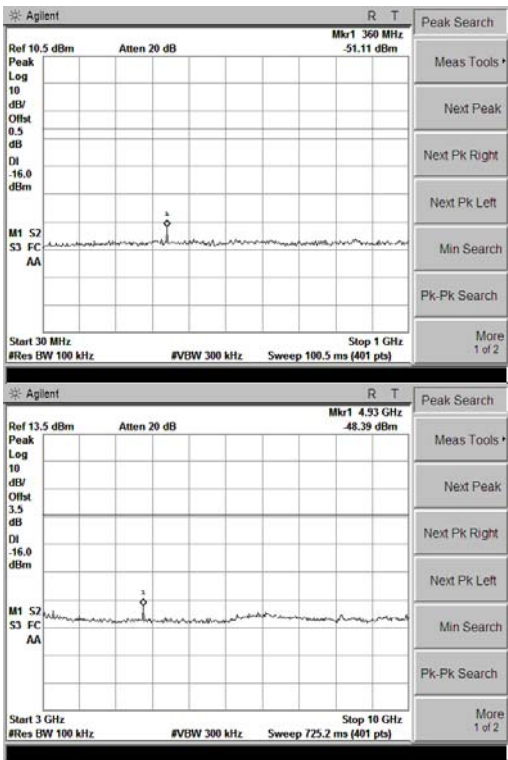 Agilent R T
Mkr1 360 MHz
Ref 10.5 dBm Atten 20 dB -51.11 dBm
Peak
Log
10
dB/
Offst
0.5
dB
DI
-16.0
dBm
1
M1 S2
S3 FC
AA
Start 30 MHz Stop 1 GHz
#Res BW 100 kHz #VBW 300 kHz Sweep 100.5 ms (401 pts)
Peak Search
Meas Tools
Next Peak
Next Pk Right
Next Pk Left
Min Search
Pk-Pk Search
More
1 of 2
Agilent R T
Mkr1 4.93 GHz
Ref 13.5 dBm Atten 20 dB -48.39 dBm
Peak
Log
10
dB/
Offst
3.5
dB
DI
-16.0
dBm
1
M1 S2
S3 FC
AA
Start 3 GHz Stop 10 GHz
#Res BW 100 kHz #VBW 300 kHz Sweep 725.2 ms (401 pts)
Peak Search
Meas Tools
Next Peak
Next Pk Right
Next Pk Left
Min Search
Pk-Pk Search
More
1 of 2